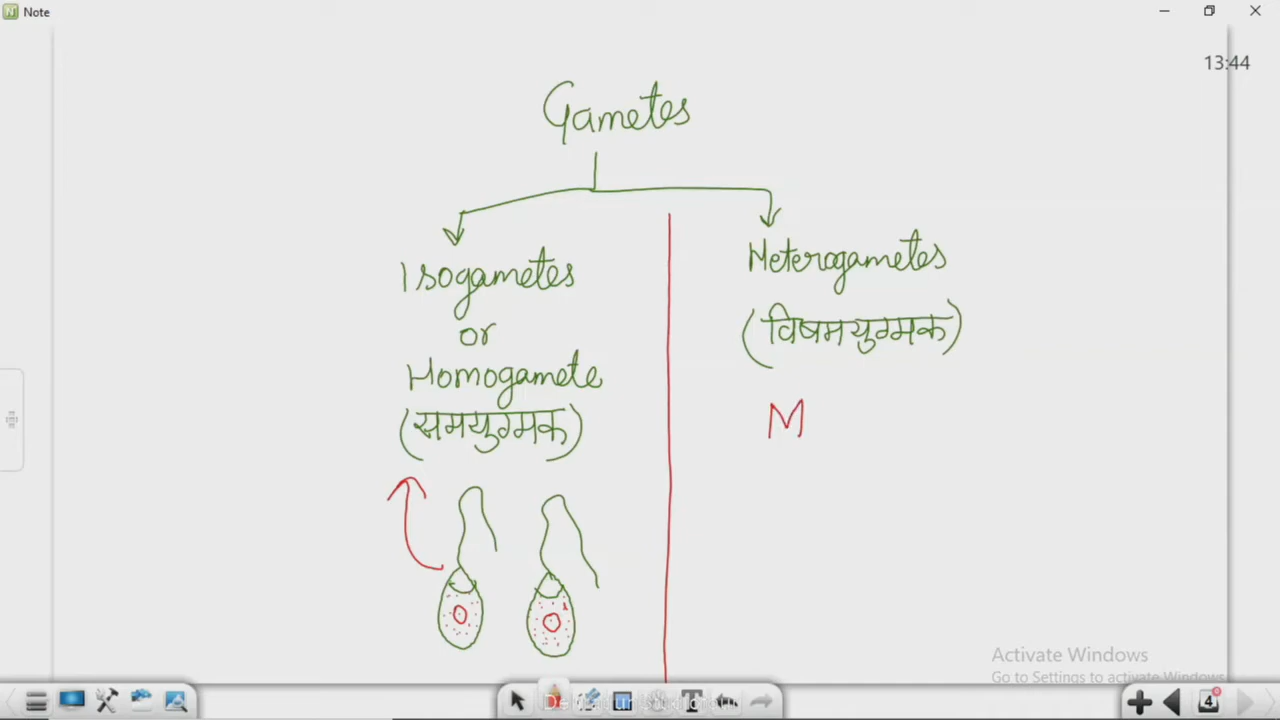 Note
13:44
Gametes
Isogametes
or
Homogamete
(समयुग्मक)
Heterogametes
(विषमयुग्मक)
M
Activate Windows
Go to Settings to activate Windows.
4